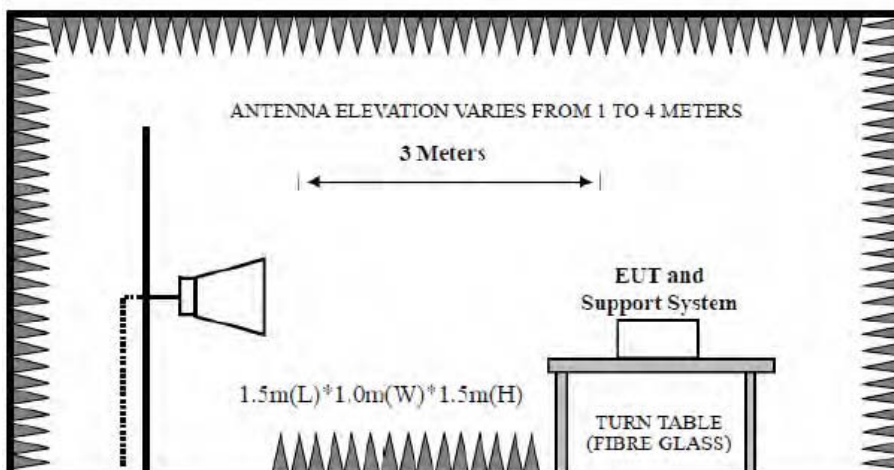 ANTENNA ELEVATION VARIES FROM 1 TO 4 METERS
3 Meters
EUT and
Support System
1.5m(L)*1.0m(W)*1.5m(H)
TURN TABLE
(FIBRE GLASS)